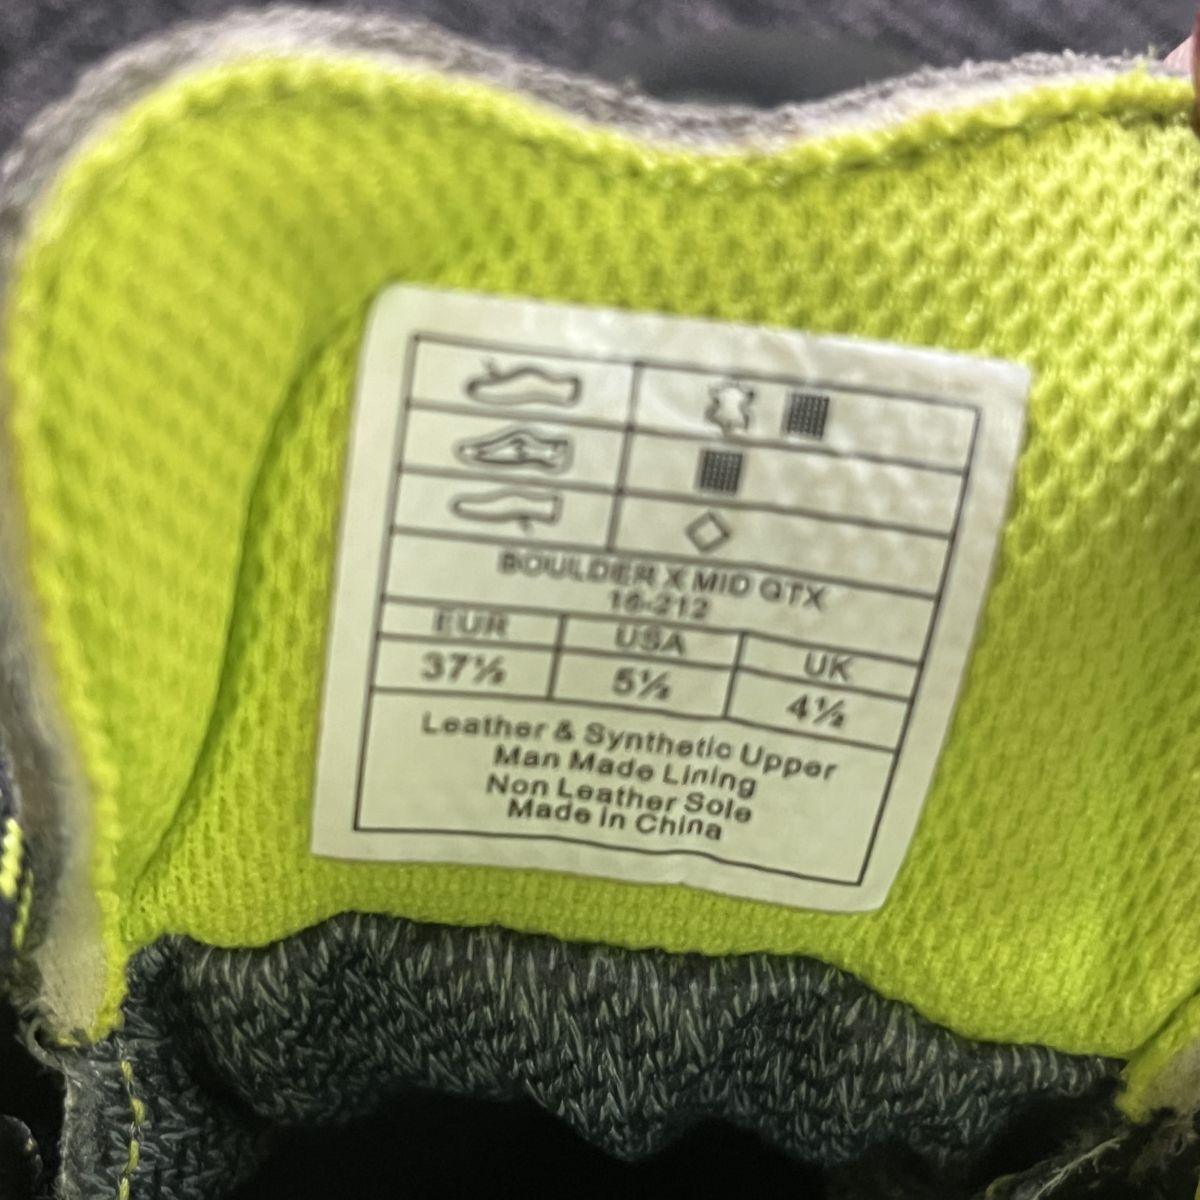 BOULDER X MID GTX
16-212
EUR USA UK
37½ 5½ 4½
Leather & Synthetic Upper
Man Made Lining
Non Leather Sole
Made in China